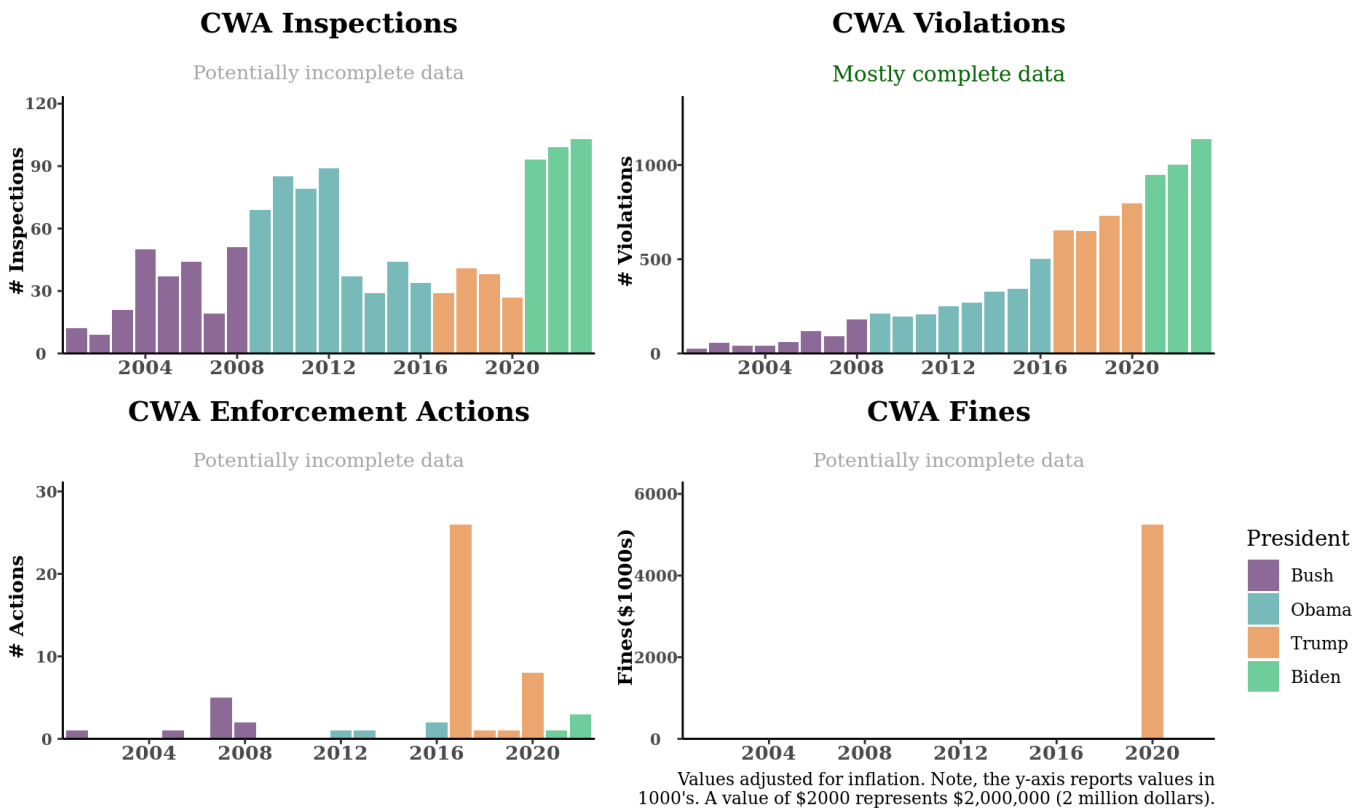 CWA Inspections
Potentially incomplete data
# Inspections
120
90
60
30
0
2004
2008
2012
2016
2020
CWA Violations
Mostly complete data
# Violations
1000
500
0
2004
2008
2012
2016
2020
CWA Enforcement Actions
Potentially incomplete data
# Actions
30
20
10
0
2004
2008
2012
2016
2020
CWA Fines
Potentially incomplete data
Fines($1000s)
6000
4000
2000
0
2004
2008
2012
2016
2020
Values adjusted for inflation. Note, the y-axis reports values in
1000's. A value of $2000 represents $2,000,000 (2 million dollars).
President
Bush
Obama
Trump
Biden